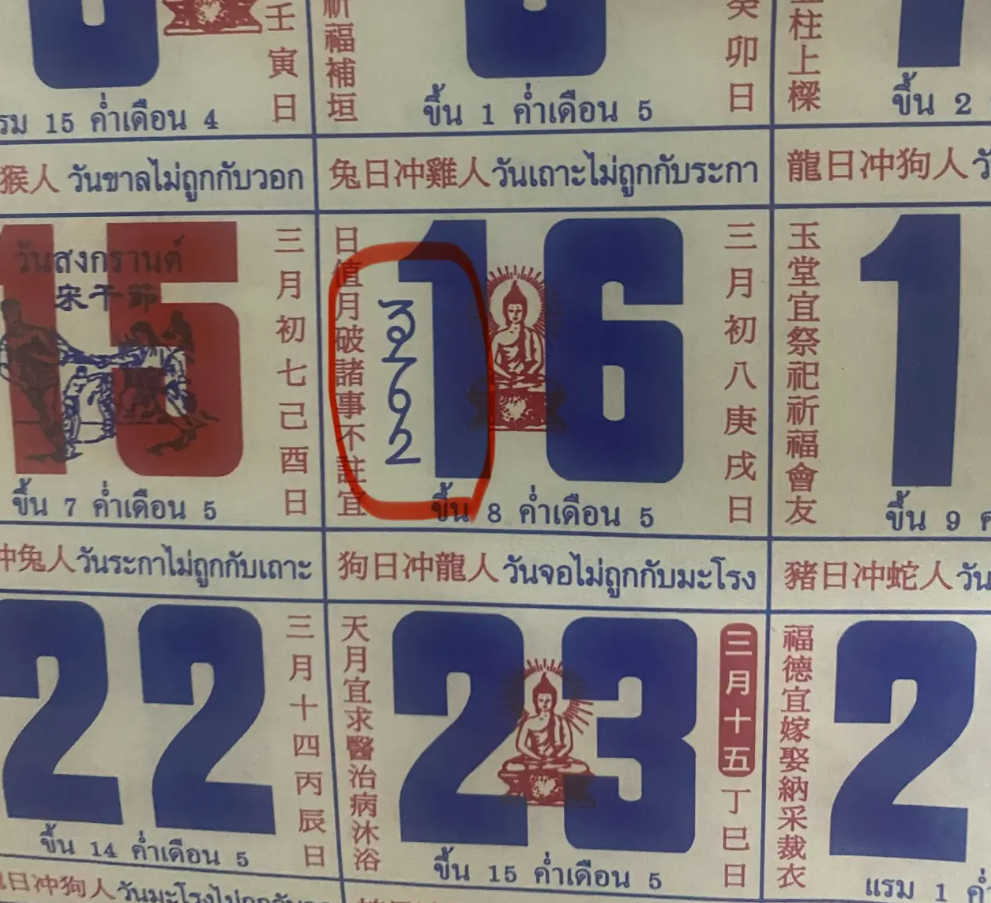 壬寅日
祈福補垣
癸卯日
柱上樑
รม 15 ค่ำเดือน 4
ขึ้น 1 ค่ำเดือน 5
ขึ้น 2
猴人 วันขาลไม่ถูกกับวอก
兔日冲雞人 วันเถาะไม่ถูกกับระกา
龍日冲狗人 วั
15
วันสงกรานต์
宋干節
三月初七己酉日
ขึ้น 7 ค่ำเดือน 5
日值月破諸事不註宜
39762
16
三月初八庚戌日
ขึ้น 8 ค่ำเดือน 5
玉堂宜祭祀祈福會友
1
ขึ้น 9
冲兔人 วันระกาไม่ถูกกับเถาะ
狗日冲龍人 วันจอไม่ถูกกับมะโรง
豬日冲蛇人 วัน
22
三月十四丙辰日
ขึ้น 14 ค่ำเดือน 5
天月宜求醫治病沐浴
23
三月十五丁巳日
ขึ้น 15 ค่ำเดือน 5
福德宜嫁娶納采裁衣
2
แรม 1 ค่ำ
日冲狗人